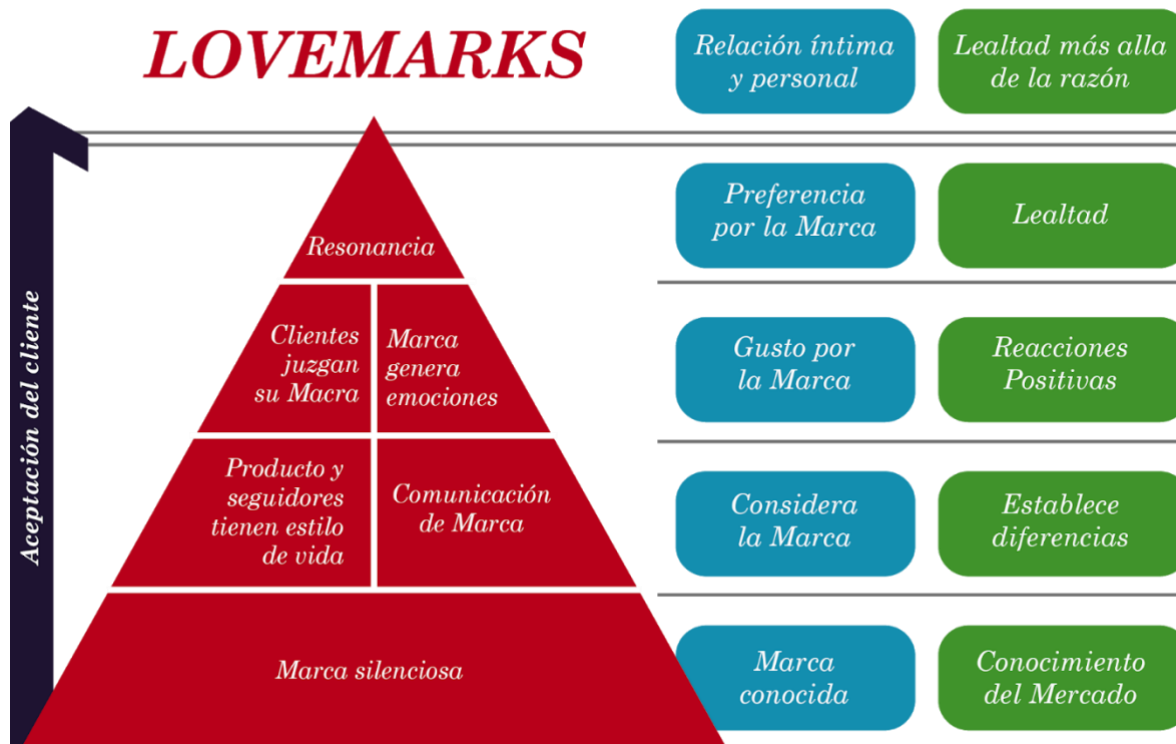 LOVEMARKS
Relación íntima
y personal
Lealtad más alla
de la razón
Aceptación del cliente
Resonancia
Preferencia
por la Marca
Lealtad
Clientes
juzgan
su Macra
Marca
genera
emociones
Gusto por
la Marca
Reacciones
Positivas
Producto y
seguidores
tienen estilo
de vida
Comunicación
de Marca
Considera
la Marca
Establece
diferencias
Marca silenciosa
Marca
conocida
Conocimiento
del Mercado